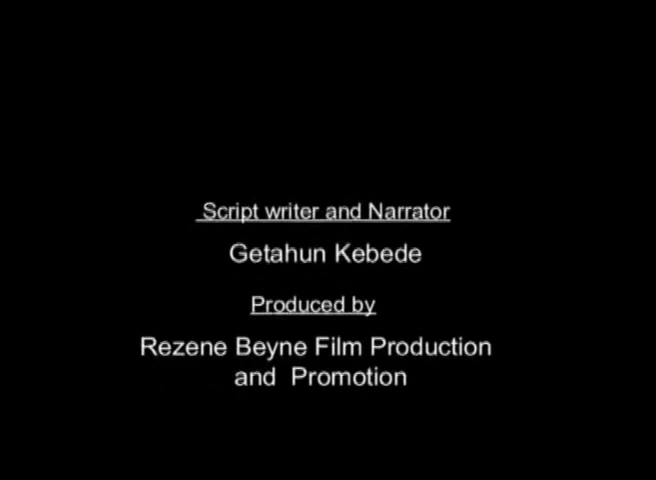 Script writer and Narrator
Getahun Kebede
Produced by
Rezene Beyne Film Production
and Promotion